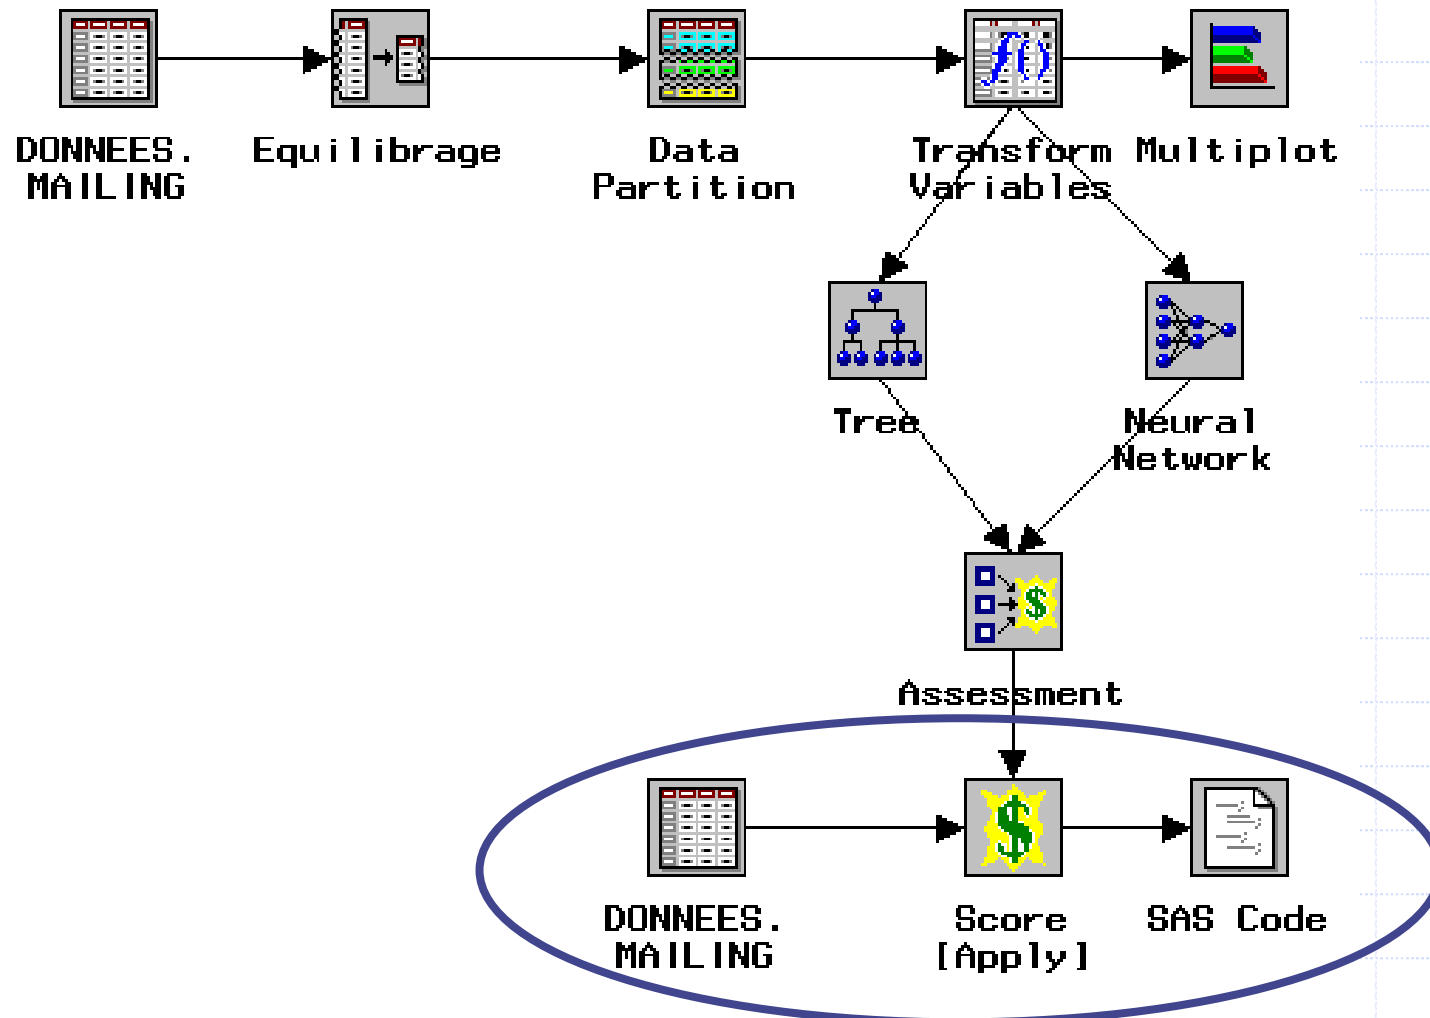 DONNEES.
MAILING
Equilibrage
Data
Partition
Transform
Variables
Multiplot
Tree
Neural
Network
Assessment
DONNEES.
MAILING
Score
[Apply]
SAS Code